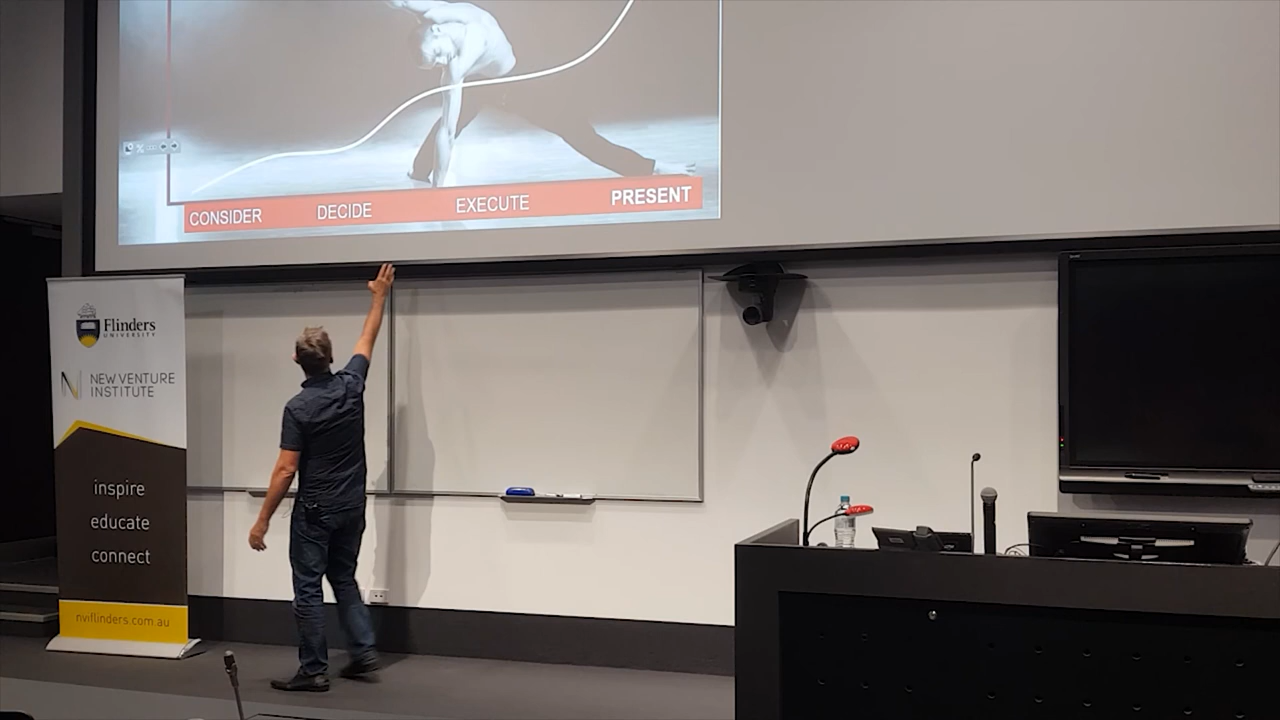 CONSIDER DECIDE EXECUTE PRESENT
Flinders
UNIVERSITY
NEW VENTURE
INSTITUTE
inspire
educate
connect
nviflinders.com.au